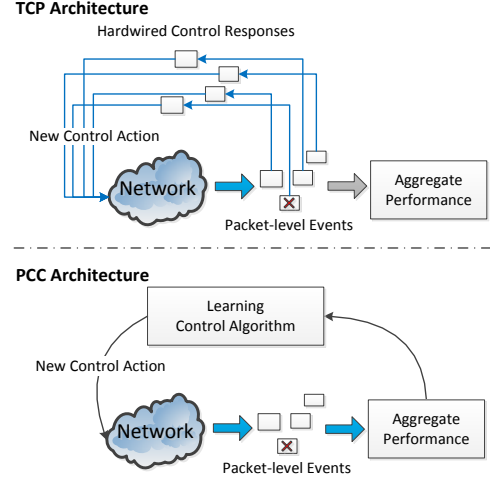 TCP Architecture
Hardwired Control Responses
New Control Action
Network
Aggregate
Performance
Packet-level Events
PCC Architecture
Learning
Control Algorithm
New Control Action
Network
Aggregate
Performance
Packet-level Events